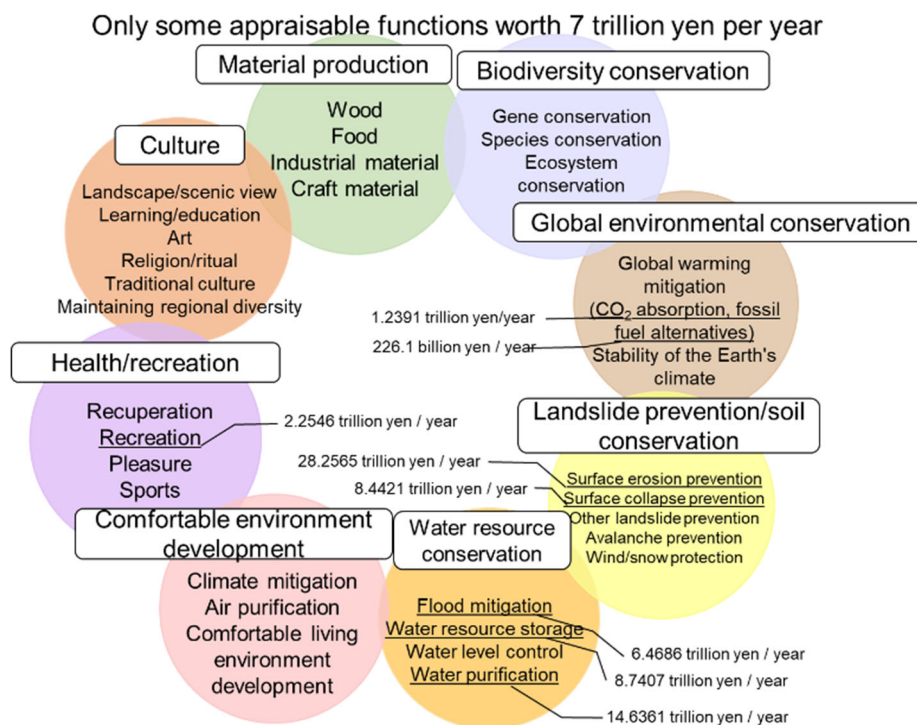 Only some appraisable functions worth 7 trillion yen per year
Material production
Wood
Food
Industrial material
Craft material
Biodiversity conservation
Gene conservation
Species conservation
Ecosystem
conservation
Culture
Landscape/scenic view
Learning/education
Art
Religion/ritual
Traditional culture
Maintaining regional diversity
Global environmental conservation
Global warming
mitigation
(CO₂ absorption, fossil
fuel alternatives)
Stability of the Earth's
climate
1.2391 trillion yen/year
226.1 billion yen / year
Health/recreation
Recuperation
Recreation
Pleasure
Sports
2.2546 trillion yen / year
Landslide prevention/soil
conservation
28.2565 trillion yen / year
8.4421 trillion yen / year
Surface erosion prevention
Surface collapse prevention
Other landslide prevention
Avalanche prevention
Wind/snow protection
Comfortable environment
development
Climate mitigation
Air purification
Comfortable living
environment
development
Water resource
conservation
Flood mitigation
Water resource storage
Water level control
Water purification
6.4686 trillion yen / year
8.7407 trillion yen / year
14.6361 trillion yen / year